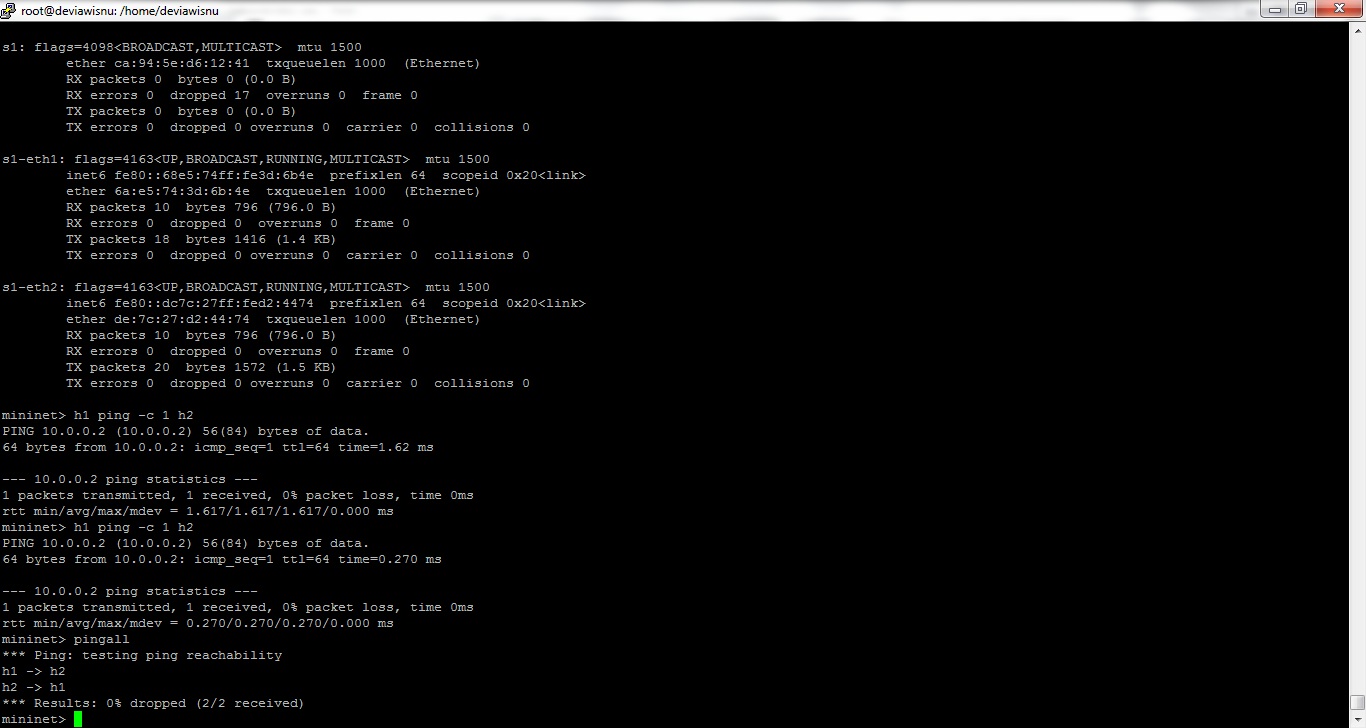 root@deviawisnu: /home/deviawisnu
s1: flags=4098<BROADCAST,MULTICAST>  mtu 1500
        ether ca:94:5e:d6:12:41  txqueuelen 1000  (Ethernet)
        RX packets 0  bytes 0 (0.0 B)
        RX errors 0  dropped 17  overruns 0  frame 0
        TX packets 0  bytes 0 (0.0 B)
        TX errors 0  dropped 0 overruns 0  carrier 0  collisions 0

s1-eth1: flags=4163<UP,BROADCAST,RUNNING,MULTICAST>  mtu 1500
        inet6 fe80::68e5:74ff:fe3d:6b4e  prefixlen 64  scopeid 0x20<link>
        ether 6a:e5:74:3d:6b:4e  txqueuelen 1000  (Ethernet)
        RX packets 10  bytes 796 (796.0 B)
        RX errors 0  dropped 0  overruns 0  frame 0
        TX packets 18  bytes 1416 (1.4 KB)
        TX errors 0  dropped 0 overruns 0  carrier 0  collisions 0

s1-eth2: flags=4163<UP,BROADCAST,RUNNING,MULTICAST>  mtu 1500
        inet6 fe80::dc7c:27ff:fed2:4474  prefixlen 64  scopeid 0x20<link>
        ether de:7c:27:d2:44:74  txqueuelen 1000  (Ethernet)
        RX packets 10  bytes 796 (796.0 B)
        RX errors 0  dropped 0  overruns 0  frame 0
        TX packets 20  bytes 1572 (1.5 KB)
        TX errors 0  dropped 0 overruns 0  carrier 0  collisions 0

mininet> h1 ping -c 1 h2
PING 10.0.0.2 (10.0.0.2) 56(84) bytes of data.
64 bytes from 10.0.0.2: icmp_seq=1 ttl=64 time=1.62 ms

--- 10.0.0.2 ping statistics ---
1 packets transmitted, 1 received, 0% packet loss, time 0ms
rtt min/avg/max/mdev = 1.617/1.617/1.617/0.000 ms
mininet> h1 ping -c 1 h2
PING 10.0.0.2 (10.0.0.2) 56(84) bytes of data.
64 bytes from 10.0.0.2: icmp_seq=1 ttl=64 time=0.270 ms

--- 10.0.0.2 ping statistics ---
1 packets transmitted, 1 received, 0% packet loss, time 0ms
rtt min/avg/max/mdev = 0.270/0.270/0.270/0.000 ms
mininet> pingall
*** Ping: testing ping reachability
h1 -> h2
h2 -> h1
*** Results: 0% dropped (2/2 received)
mininet>